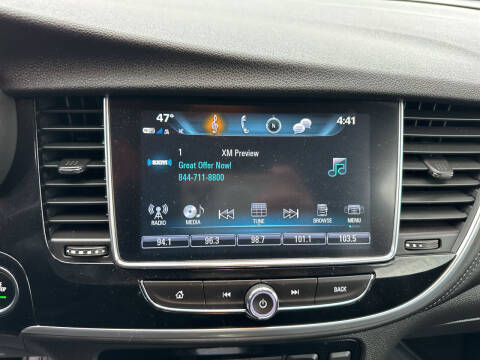 47° 4:41
N
1 XM Preview
SXM
Great Offer Now!
844-711-8800
RADIO MEDIA TUNE BROWSE MENU
94.1 96.3 98.7 101.1 103.5
BACK